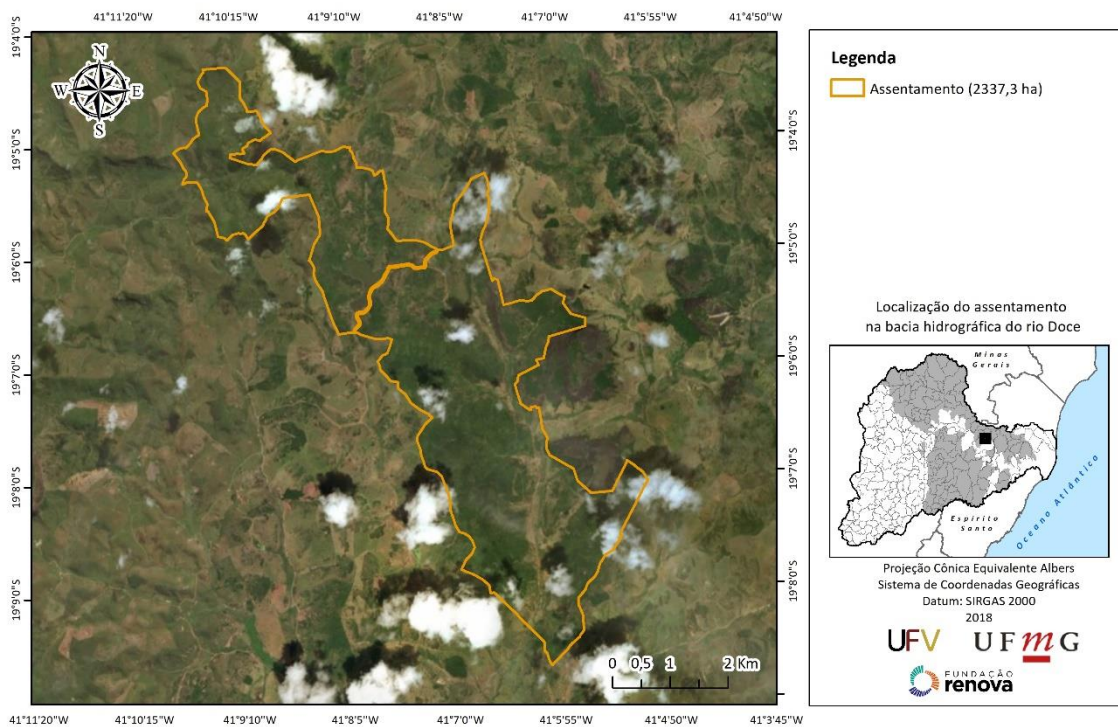 41°11'20"W 41°10'15"W 41°9'10"W 41°8'5"W 41°7'0"W 41°5'55"W 41°4'50"W
19°4'0"S
19°5'0"S
19°6'0"S
19°7'0"S
19°8'0"S
19°9'0"S
N
W E
S
19°4'0"S
19°5'0"S
19°6'0"S
19°7'0"S
19°8'0"S
0 0,5 1 2 Km
41°11'20"W 41°10'15"W 41°9'10"W 41°8'5"W 41°7'0"W 41°5'55"W 41°4'50"W 41°3'45"W
Legenda
Assentamento (2337,3 ha)
Localização do assentamento
na bacia hidrográfica do rio Doce
Minas
Gerais
Espírito
Santo
Oceano Atlântico
Projeção Cônica Equivalente Albers
Sistema de Coordenadas Geográficas
Datum: SIRGAS 2000
2018
UFV UFmG
FUNDAÇÃO
renova